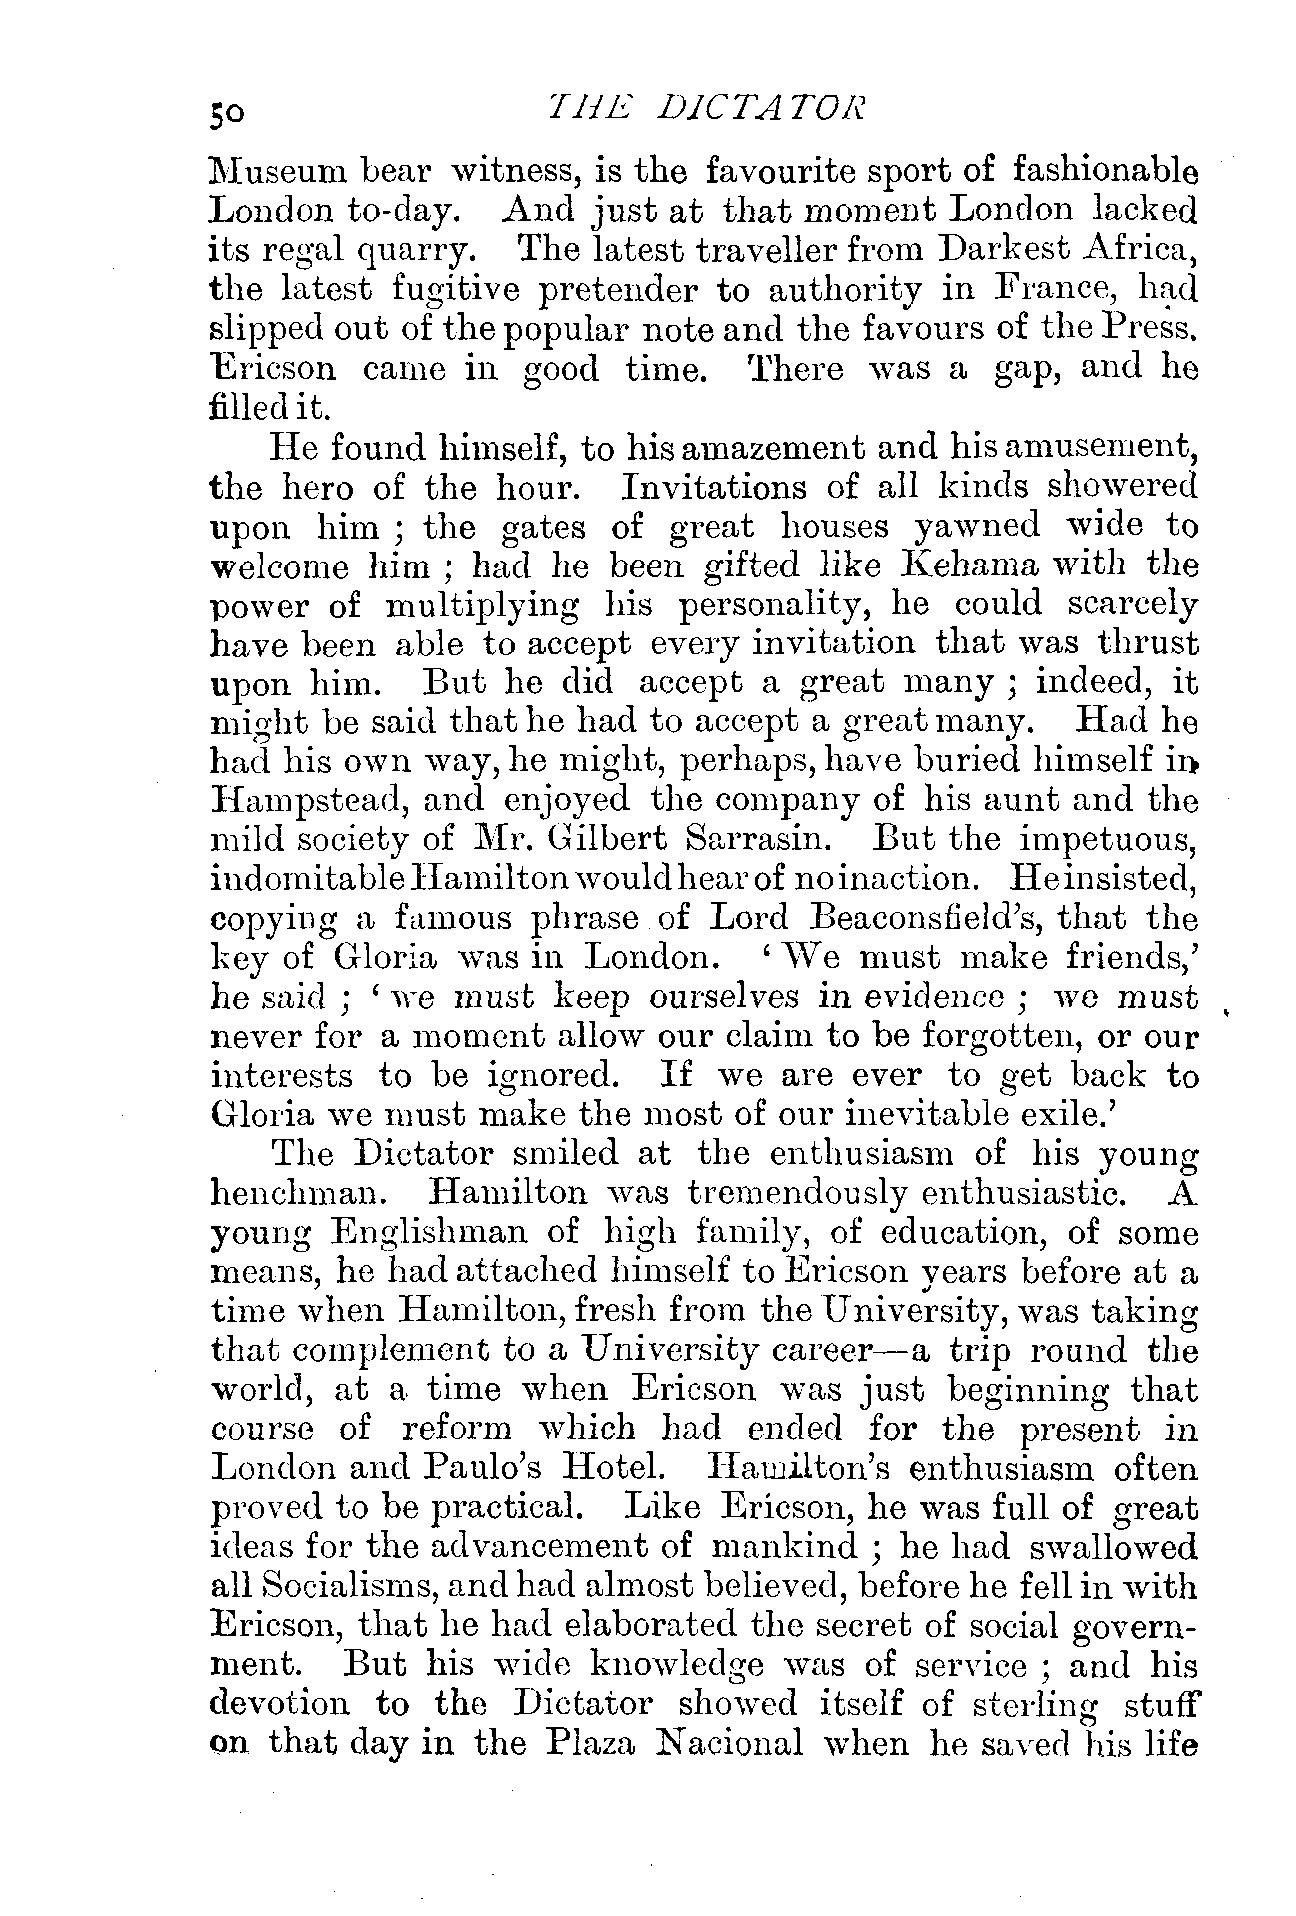 50 THE DICTATOR
Museum bear witness, is the favourite sport of fashionable
London to-day. And just at that moment London lacked
its regal quarry. The latest traveller from Darkest Africa,
the latest fugitive pretender to authority in France, had
slipped out of the popular note and the favours of the Press.
Ericson came in good time. There was a gap, and he
filled it.
He found himself, to his amazement and his amusement,
the hero of the hour. Invitations of all kinds showered
upon him ; the gates of great houses yawned wide to
welcome him ; had he been gifted like Kehama with the
power of multiplying his personality, he could scarcely
have been able to accept every invitation that was thrust
upon him. But he did accept a great many ; indeed, it
might be said that he had to accept a great many. Had he
had his own way, he might, perhaps, have buried himself in
Hampstead, and enjoyed the company of his aunt and the
mild society of Mr. Gilbert Sarrasin. But the impetuous,
indomitable Hamilton would hear of no inaction. He insisted,
copying a famous phrase of Lord Beaconsfield's, that the
key of Gloria was in London. ‘ We must make friends,’
he said ; ‘ we must keep ourselves in evidence ; we must
never for a moment allow our claim to be forgotten, or our
interests to be ignored. If we are ever to get back to
Gloria we must make the most of our inevitable exile.’
The Dictator smiled at the enthusiasm of his young
henchman. Hamilton was tremendously enthusiastic. A
young Englishman of high family, of education, of some
means, he had attached himself to Ericson years before at a
time when Hamilton, fresh from the University, was taking
that complement to a University career—a trip round the
world, at a time when Ericson was just beginning that
course of reform which had ended for the present in
London and Paulo's Hotel. Hamilton's enthusiasm often
proved to be practical. Like Ericson, he was full of great
ideas for the advancement of mankind ; he had swallowed
all Socialisms, and had almost believed, before he fell in with
Ericson, that he had elaborated the secret of social govern-
ment. But his wide knowledge was of service ; and his
devotion to the Dictator showed itself of sterling stuff
on that day in the Plaza Nacional when he saved his life